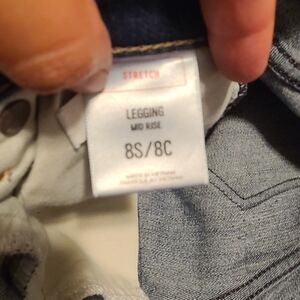 STRETCH
LEGGING
MID RISE
8S/8C
MADE IN VIETNAM